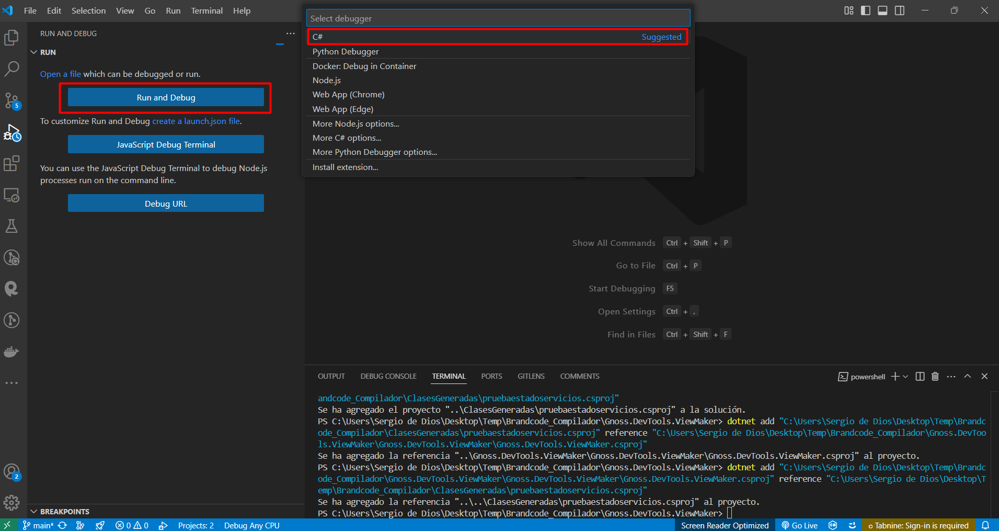 File Edit Selection View Go Run Terminal Help
Select debugger
C# Suggested
Python Debugger
Docker: Debug in Container
Node.js
Web App (Chrome)
Web App (Edge)
More Node.js options...
More C# options...
More Python Debugger options...
Install extension...
RUN AND DEBUG
RUN
Open a file which can be debugged or run.
Run and Debug
To customize Run and Debug create a launch.json file.
JavaScript Debug Terminal
You can use the JavaScript Debug Terminal to debug Node.js
processes run on the command line.
Debug URL
5
2
BREAKPOINTS
Show All Commands Ctrl + Shift + P
Go to File Ctrl + P
Start Debugging F5
Open Settings Ctrl + ,
Find in Files Ctrl + Shift + F
OUTPUT DEBUG CONSOLE TERMINAL PORTS GITLENS COMMENTS powershell
andcode_Compilador\ClasesGeneradas\pruebaestadoservicios.csproj"
Se ha agregado el proyecto "..\ClasesGeneradas\pruebaestadoservicios.csproj" a la solución.
PS C:\Users\Sergio de Dios\Desktop\Temp\Brandcode_Compilador\Gnoss.DevTools.ViewMaker> dotnet add "C:\Users\Sergio de Dios\Desktop\Temp\Brandc
ode_Compilador\ClasesGeneradas\pruebaestadoservicios.csproj" reference "C:\Users\Sergio de Dios\Desktop\Temp\Brandcode_Compilador\Gnoss.DevToo
ls.ViewMaker\Gnoss.DevTools.ViewMaker\Gnoss.DevTools.ViewMaker.csproj"
Se ha agregado la referencia "..\Gnoss.DevTools.ViewMaker\Gnoss.DevTools.ViewMaker\Gnoss.DevTools.ViewMaker.csproj" al proyecto.
PS C:\Users\Sergio de Dios\Desktop\Temp\Brandcode_Compilador\Gnoss.DevTools.ViewMaker> dotnet add "C:\Users\Sergio de Dios\Desktop\Temp\Brandc
ode_Compilador\Gnoss.DevTools.ViewMaker\Gnoss.DevTools.ViewMaker\Gnoss.DevTools.ViewMaker.csproj" reference "C:\Users\Sergio de Dios\Desktop\T
emp\Brandcode_Compilador\ClasesGeneradas\pruebaestadoservicios.csproj"
Se ha agregado la referencia "..\..\ClasesGeneradas\pruebaestadoservicios.csproj" al proyecto.
PS C:\Users\Sergio de Dios\Desktop\Temp\Brandcode_Compilador\Gnoss.DevTools.ViewMaker>
main* 0 0 Projects: 2 Debug Any CPU Screen Reader Optimized Go Live Tabnine: Sign-in is required